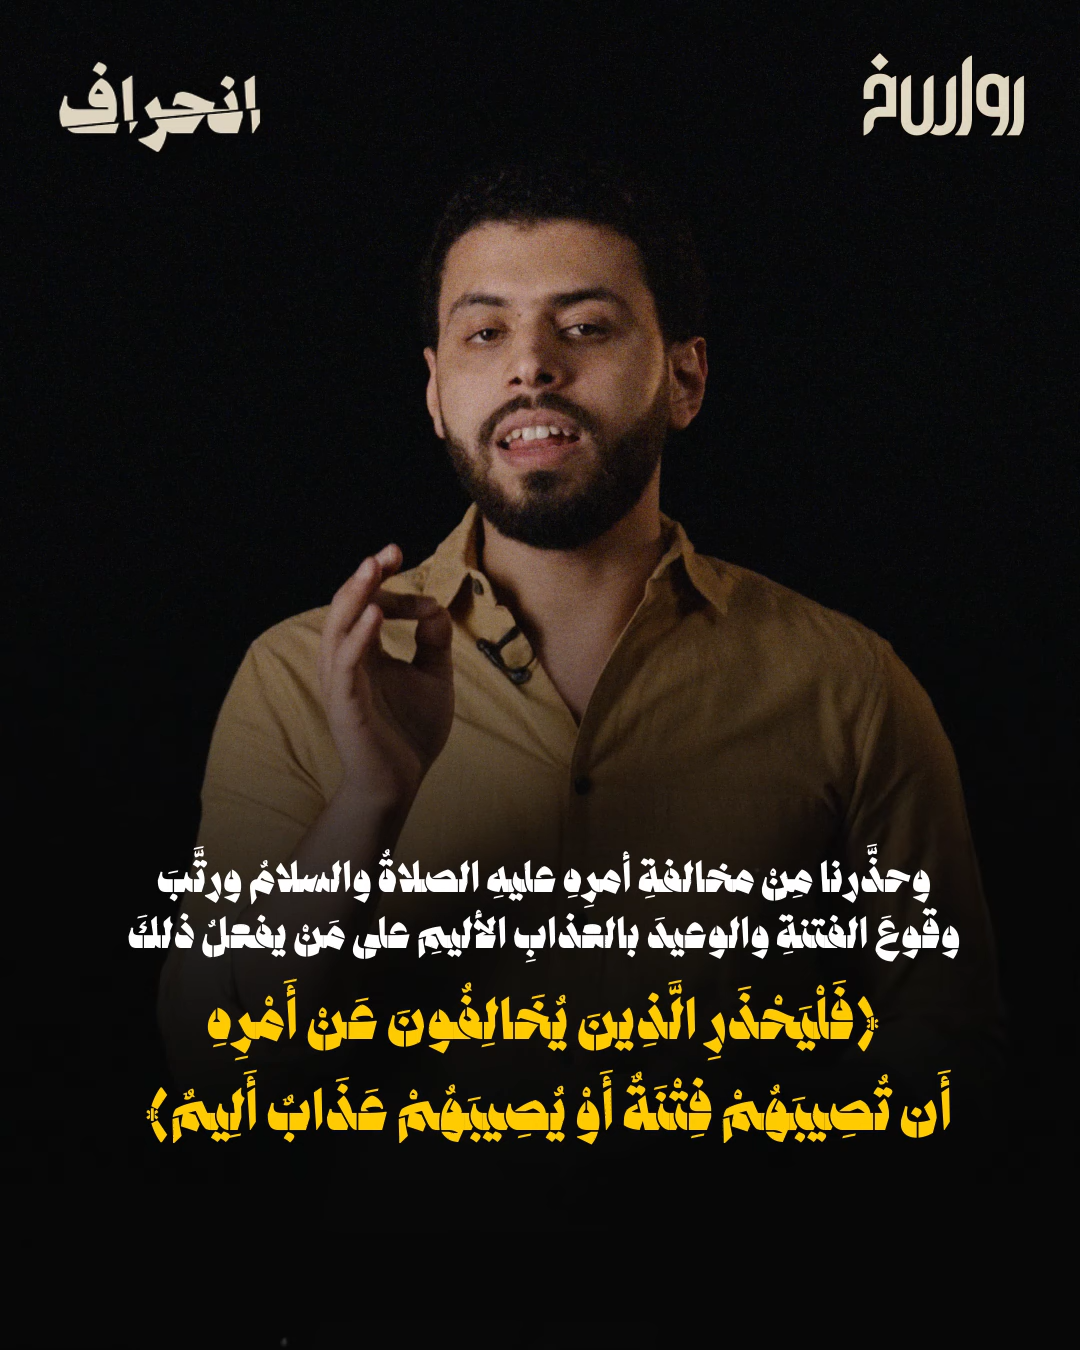 رواسخ
انحراف
وحذَّرنا مِنْ مخالفةِ أمرِهِ عليهِ الصلاةُ والسلامُ ورتَّبَ
وقوعَ الفتنةِ والوعيدَ بالعذابِ الأليمِ على مَنْ يفعلُ ذلكَ
﴿فَلْيَحْذَرِ الَّذِينَ يُخَالِفُونَ عَنْ أَمْرِهِ
أَن تُصِيبَهُمْ فِتْنَةٌ أَوْ يُصِيبَهُمْ عَذَابٌ أَلِيمٌ﴾